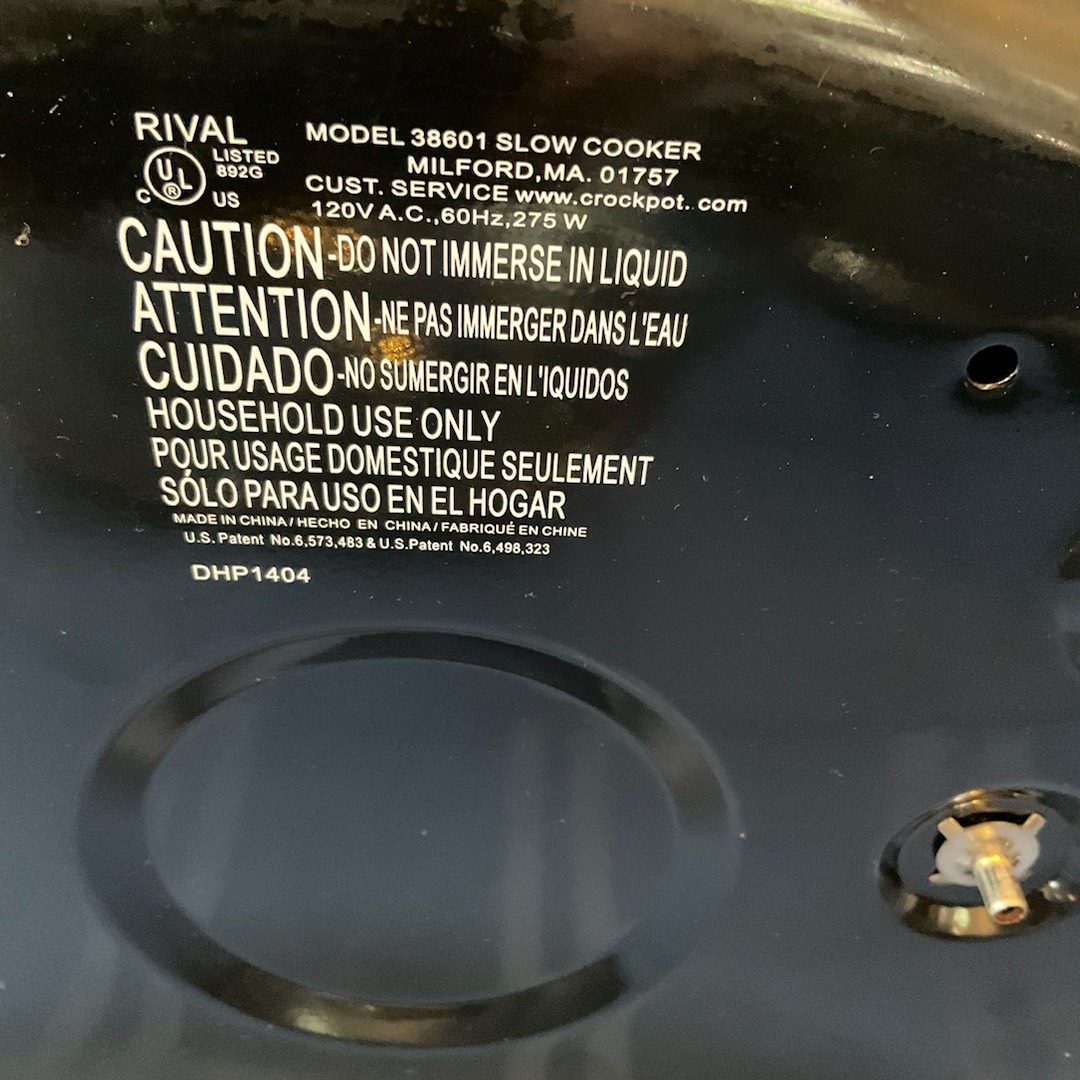 RIVAL
MODEL 38601 SLOW COOKER
C UL ® US
LISTED
892G
MILFORD,MA. 01757
CUST. SERVICE www.crockpot.com
120V A.C.,60Hz,275 W
CAUTION-DO NOT IMMERSE IN LIQUID
ATTENTION-NE PAS IMMERGER DANS L'EAU
CUIDADO-NO SUMERGIR EN L'IQUIDOS
HOUSEHOLD USE ONLY
POUR USAGE DOMESTIQUE SEULEMENT
SÓLO PARA USO EN EL HOGAR
MADE IN CHINA/HECHO EN CHINA/FABRIQUÉ EN CHINE
U.S. Patent No.6,573,483 & U.S.Patent No.6,498,323
DHP1404